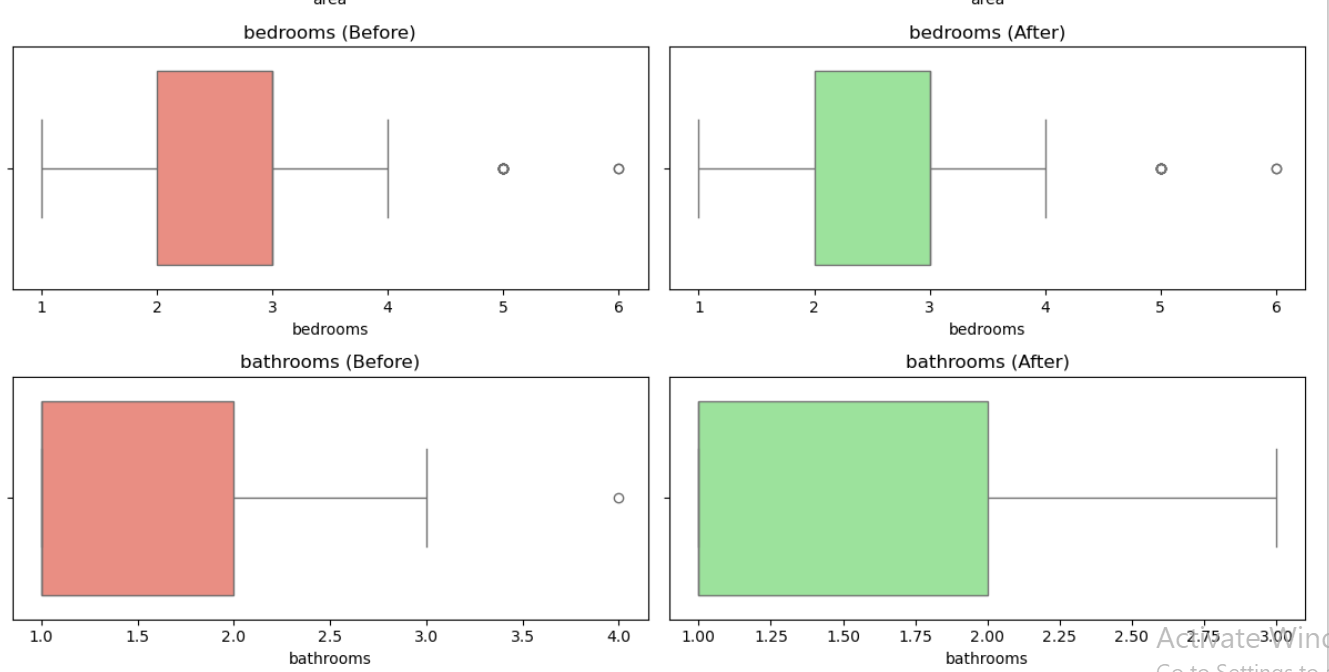 area area
bedrooms (Before) bedrooms (After)
1 2 3 4 5 6 1 2 3 4 5 6
bedrooms bedrooms
bathrooms (Before) bathrooms (After)
1.0 1.5 2.0 2.5 3.0 3.5 4.0 1.00 1.25 1.50 1.75 2.00 2.25 2.50 2.75 3.00
bathrooms bathrooms
Activate Wind
Go to Settings to